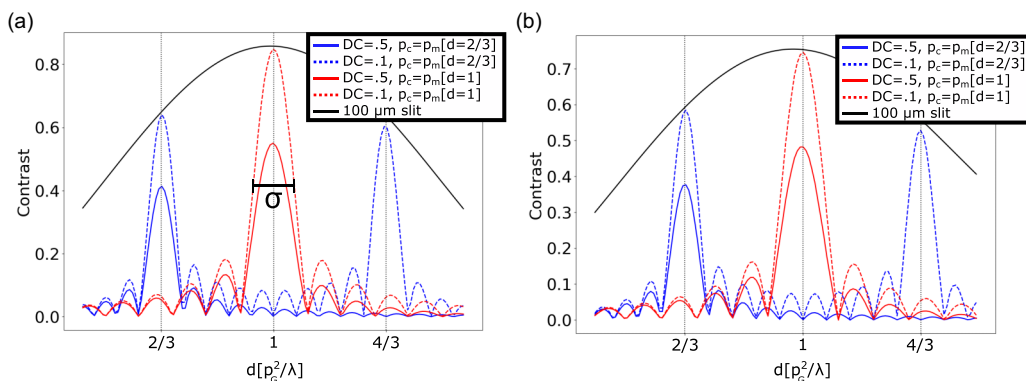 (a)
DC=.5, p_c=p_m[d=2/3]
DC=.1, p_c=p_m[d=2/3]
DC=.5, p_c=p_m[d=1]
DC=.1, p_c=p_m[d=1]
100 μm slit
Contrast
0.8
0.6
0.4
0.2
0.0
σ
2/3 1 4/3
d[p_G^2/λ]
(b)
DC=.5, p_c=p_m[d=2/3]
DC=.1, p_c=p_m[d=2/3]
DC=.5, p_c=p_m[d=1]
DC=.1, p_c=p_m[d=1]
100 μm slit
Contrast
0.7
0.6
0.5
0.4
0.3
0.2
0.1
0.0
2/3 1 4/3
d[p_G^2/λ]